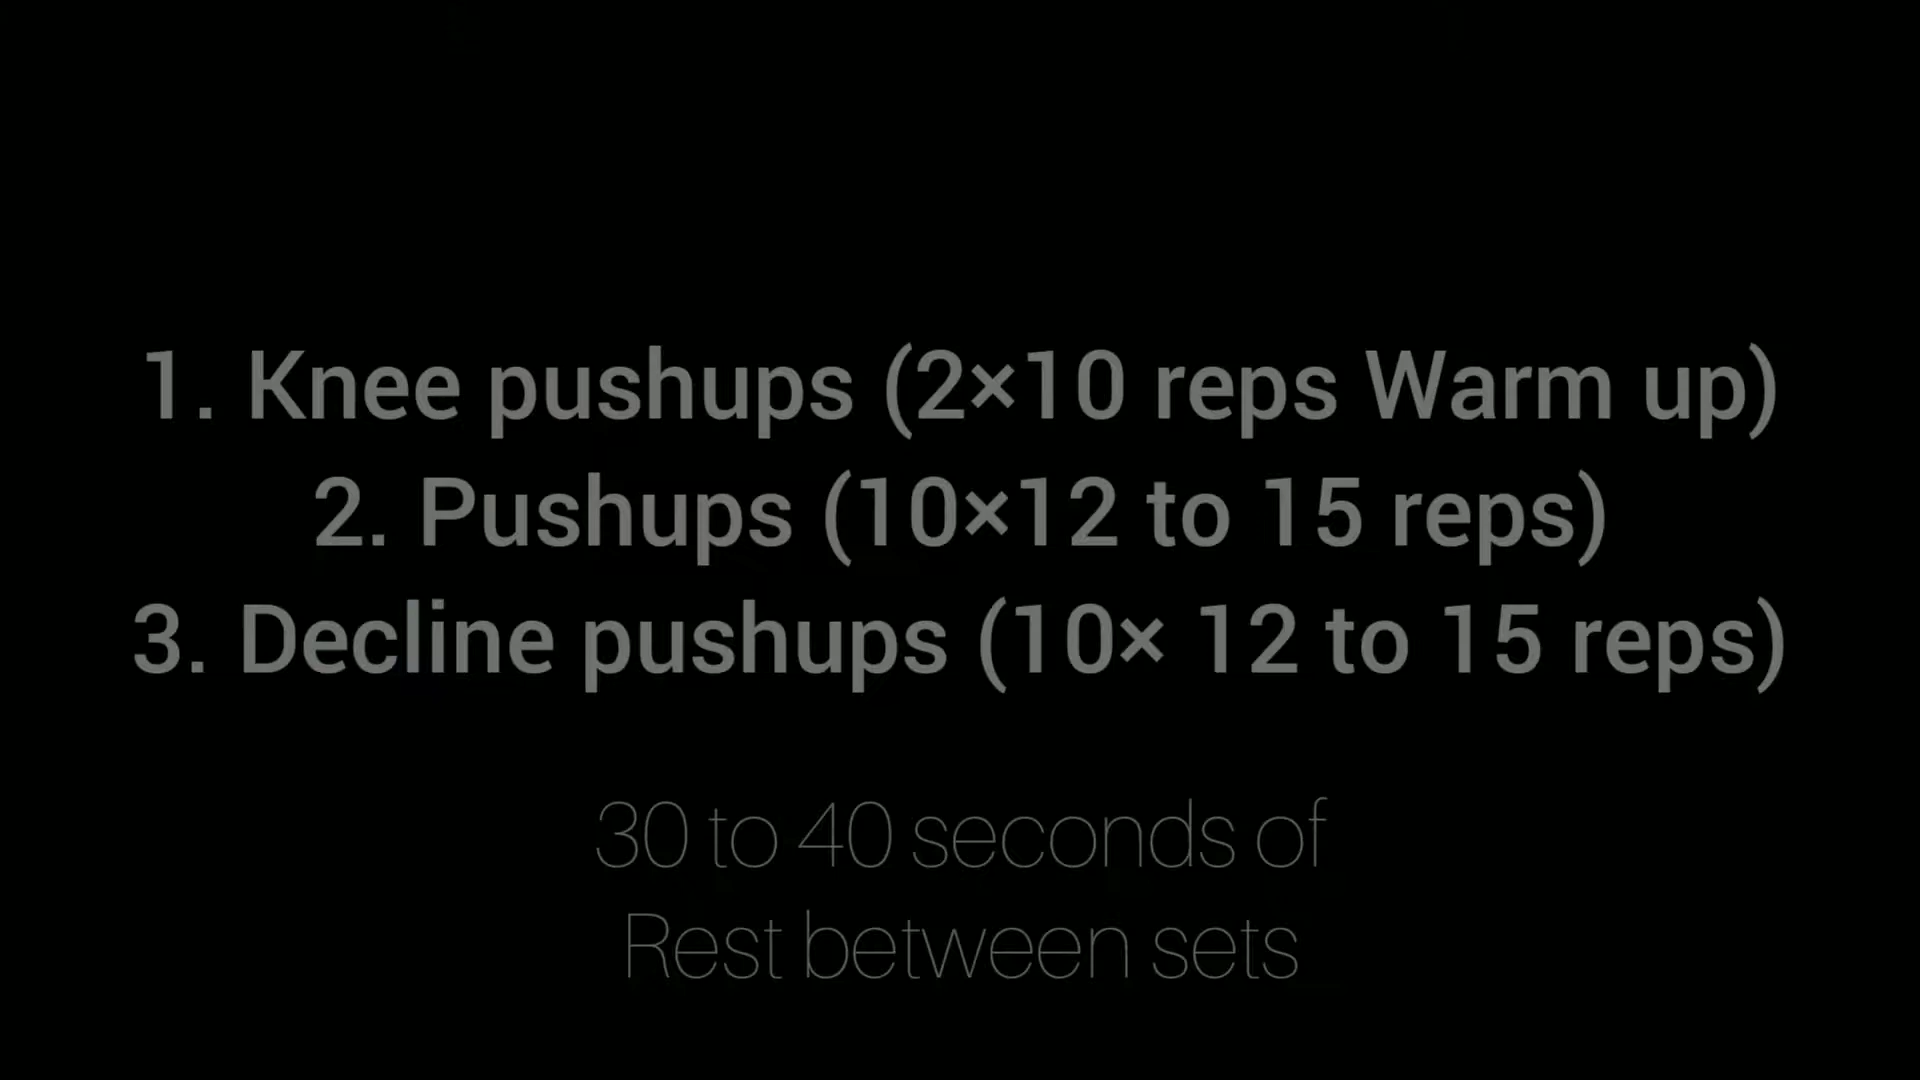 1. Knee pushups (2×10 reps Warm up)
2. Pushups (10×12 to 15 reps)
3. Decline pushups (10× 12 to 15 reps)
30 to 40 seconds of
Rest between sets